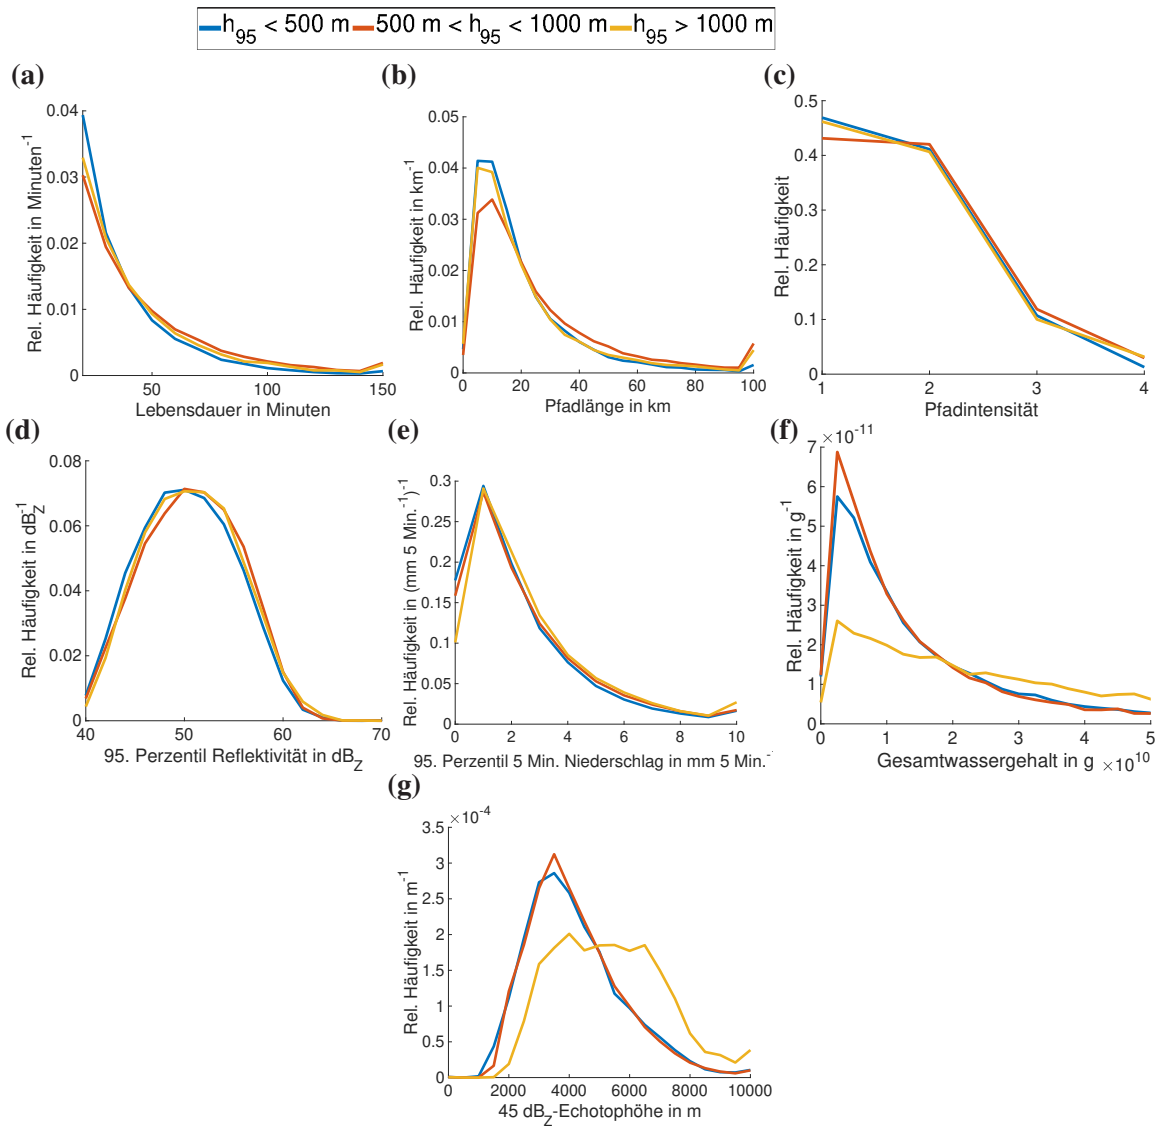 h95 < 500 m 500 m < h95 < 1000 m h95 > 1000 m
(a)
Rel. Häufigkeit in Minuten-1
0.04
0.03
0.02
0.01
0
50 100 150
Lebensdauer in Minuten
(b)
Rel. Häufigkeit in km-1
0.05
0.04
0.03
0.02
0.01
0
0 20 40 60 80 100
Pfadlänge in km
(c)
Rel. Häufigkeit
0.5
0.4
0.3
0.2
0.1
0
1 2 3 4
Pfadintensität
(d)
Rel. Häufigkeit in dBZ-1
0.08
0.06
0.04
0.02
0
40 50 60 70
95. Perzentil Reflektivität in dBZ
(e)
Rel. Häufigkeit in (mm 5 Min.-1)-1
0.3
0.25
0.2
0.15
0.1
0.05
0
0 2 4 6 8 10
95. Perzentil 5 Min. Niederschlag in mm 5 Min.-
(f)
×10-11
Rel. Häufigkeit in g-1
7
6
5
4
3
2
1
0
0 1 2 3 4 5
Gesamtwassergehalt in g ×1010
(g)
×10-4
Rel. Häufigkeit in m-1
3.5
3
2.5
2
1.5
1
0.5
0
0 2000 4000 6000 8000 10000
45 dBZ-Echotophöhe in m